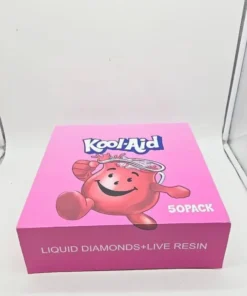 Kool-Aid
50PACK
LIQUID DIAMONDS+LIVE RESIN